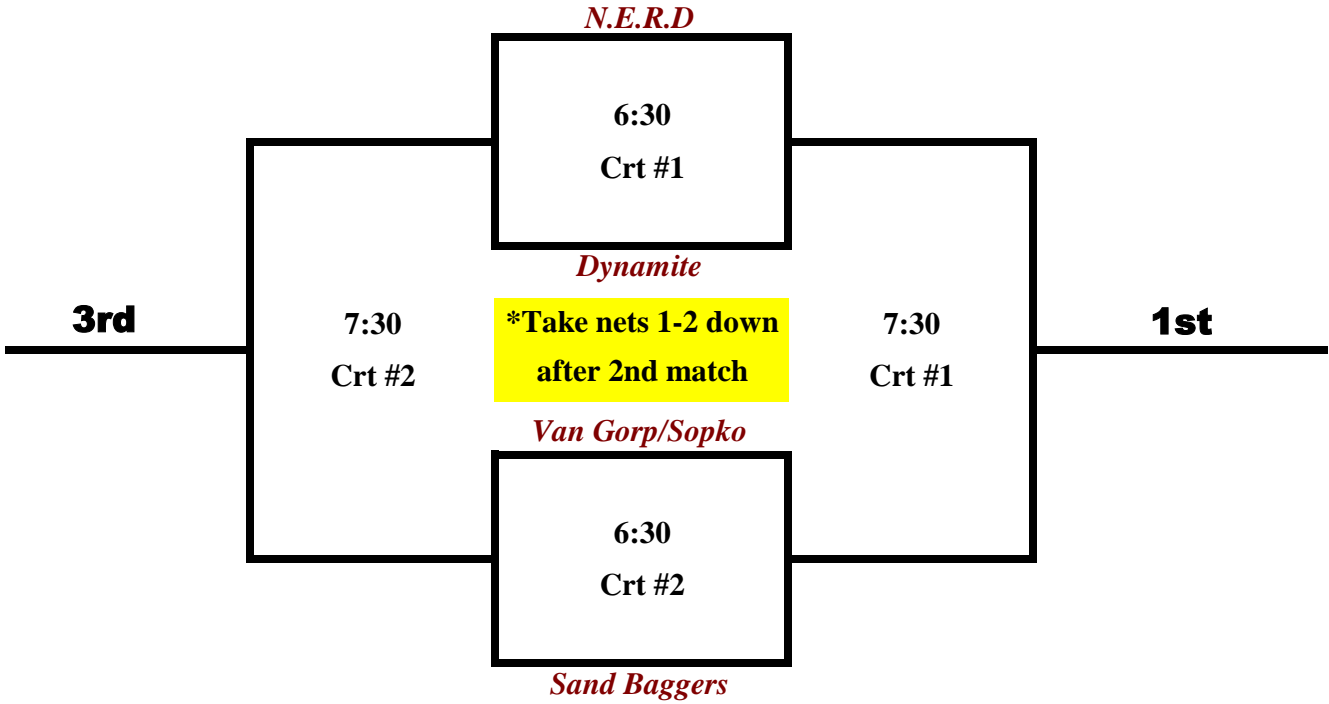 N.E.R.D
6:30
Crt #1
Dynamite
3rd
7:30
Crt #2
*Take nets 1-2 down
after 2nd match
7:30
Crt #1
1st
Van Gorp/Sopko
6:30
Crt #2
Sand Baggers